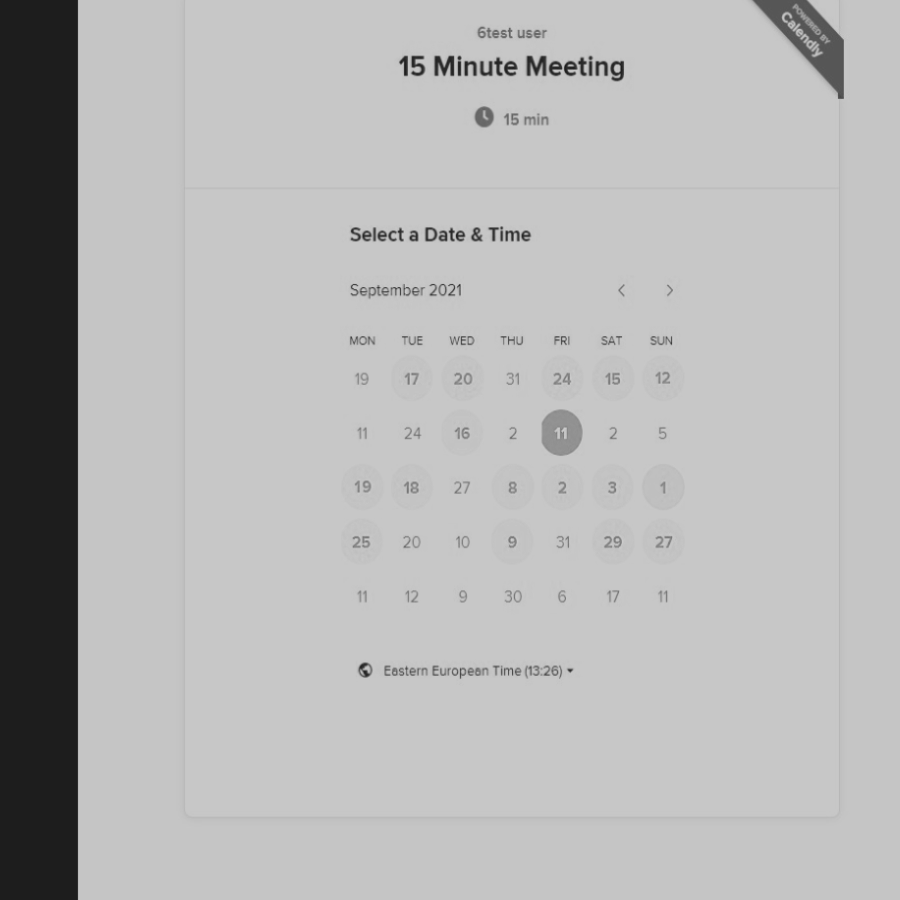 POWERED BY
Calendly
6test user
15 Minute Meeting
15 min
Select a Date & Time
September 2021
MON TUE WED THU FRI SAT SUN
19 17 20 31 24 15 12
11 24 16 2 11 2 5
19 18 27 8 2 3 1
25 20 10 9 31 29 27
11 12 9 30 6 17 11
Eastern European Time (13:26)